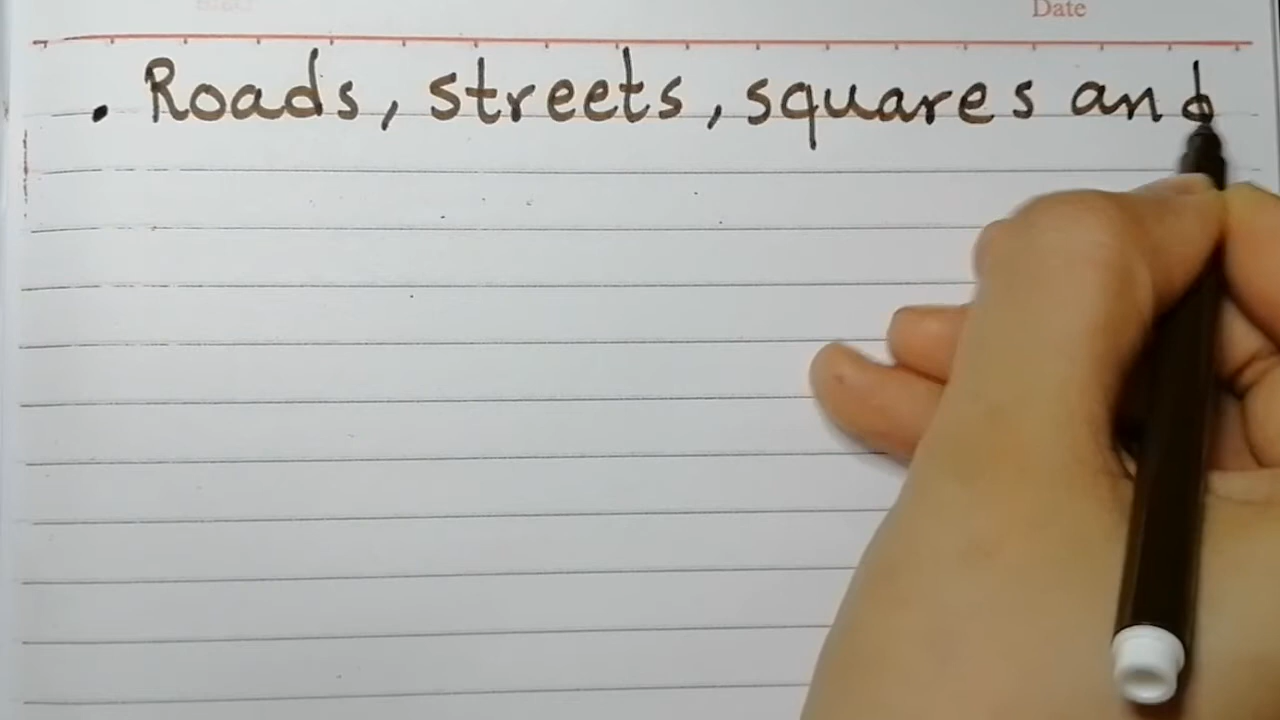 Date
. Roads, streets, squares and